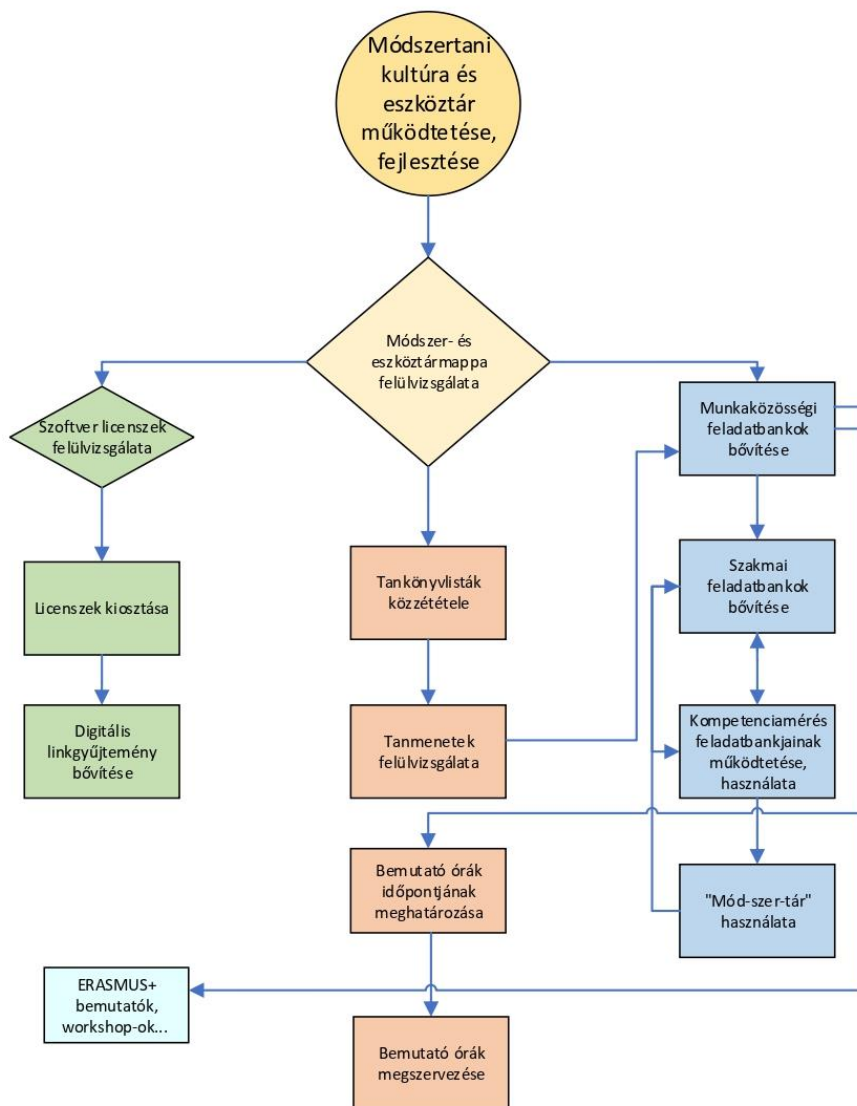 Módszertani
kultúra és
eszköztár
működtetése,
fejlesztése
Módszer- és
eszköztármappa
felülvizsgálata
Szoftver licenszek
felülvizsgálata
Munkaközösségi
feladatbankok
bővítése
Licenszek kiosztása
Tankönyvlisták
közzététele
Szakmai
feladatbankok
bővítése
Digitális
linkgyűjtemény
bővítése
Tanmenetek
felülvizsgálata
Kompetenciamérés
feladatbankjainak
működtetése,
használata
Bemutató órák
időpontjának
meghatározása
"Mód-szer-tár"
használata
ERASMUS+
bemutatók,
workshop-ok...
Bemutató órák
megszervezése